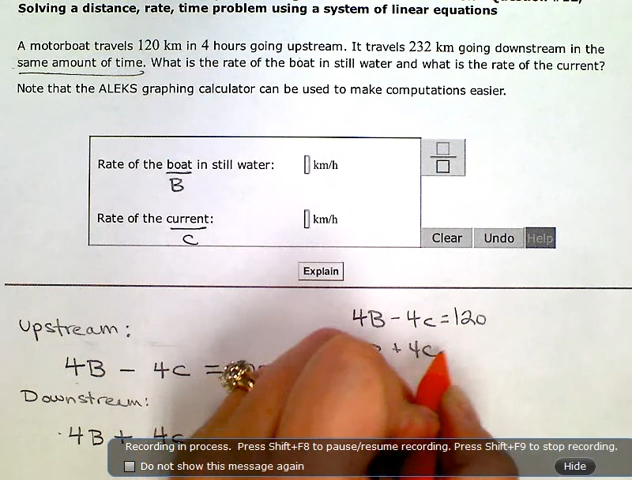 Solving a distance, rate, time problem using a system of linear equations
A motorboat travels 120 km in 4 hours going upstream. It travels 232 km going downstream in the
same amount of time. What is the rate of the boat in still water and what is the rate of the current?
Note that the ALEKS graphing calculator can be used to make computations easier.
Rate of the boat in still water: km/h
B
Rate of the current: km/h
C
Clear Undo Help
Explain
Upstream:
4B - 4C =
Downstream:
4B + 4C
4B - 4C = 120
+ 4C
Recording in process. Press Shift+F8 to pause/resume recording. Press Shift+F9 to stop recording.
Do not show this message again
Hide